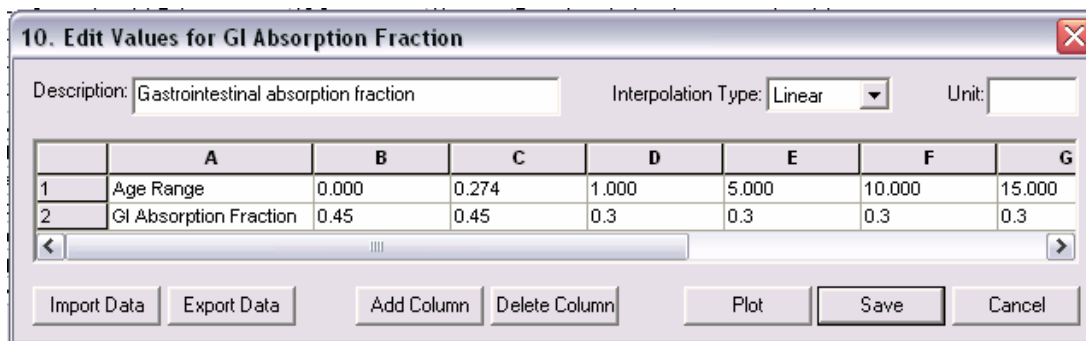 10. Edit Values for GI Absorption Fraction
Description: Gastrointestinal absorption fraction Interpolation Type: Linear Unit:
A B C D E F G
1 Age Range 0.000 0.274 1.000 5.000 10.000 15.000
2 GI Absorption Fraction 0.45 0.45 0.3 0.3 0.3 0.3
Import Data Export Data Add Column Delete Column Plot Save Cancel